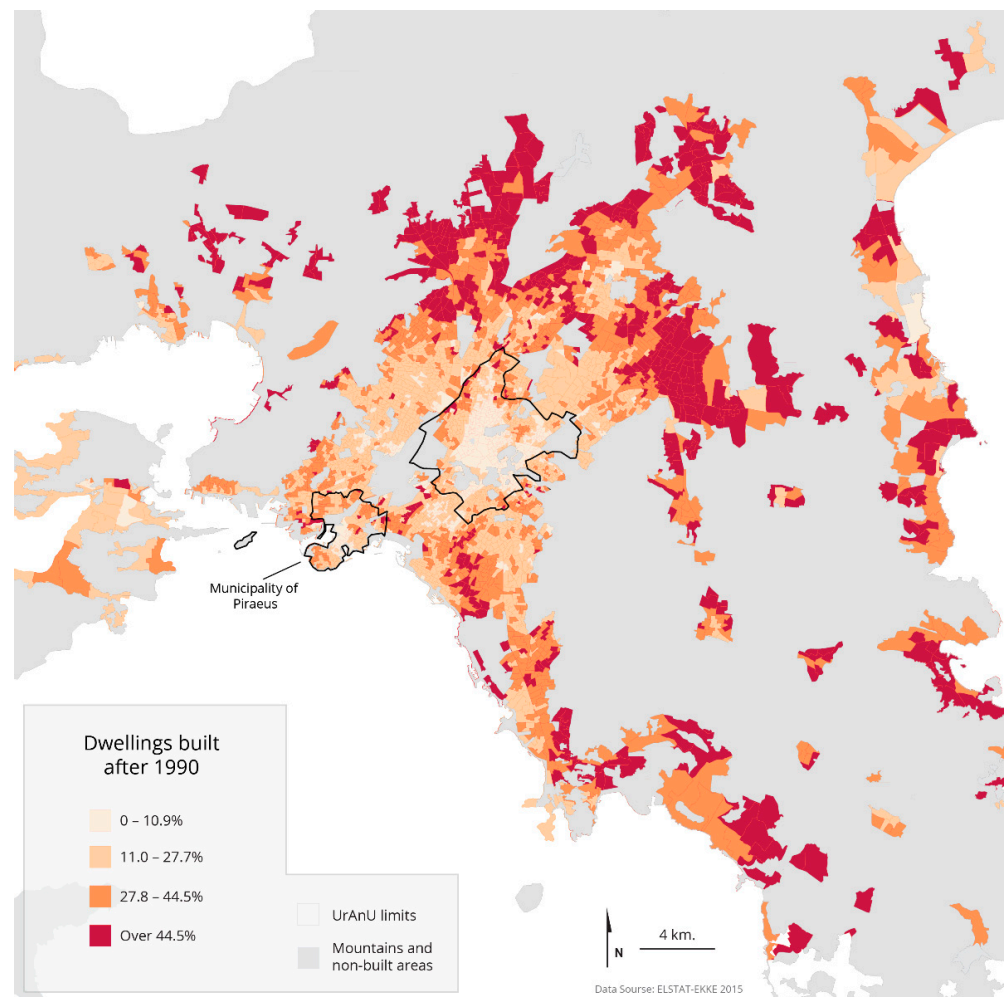 Municipality of
Piraeus
Dwellings built
after 1990
0 – 10.9%
11.0 – 27.7%
27.8 – 44.5%
Over 44.5%
UrAnU limits
Mountains and
non-built areas
N
4 km.
Data Sourse: ELSTAT-EKKE 2015